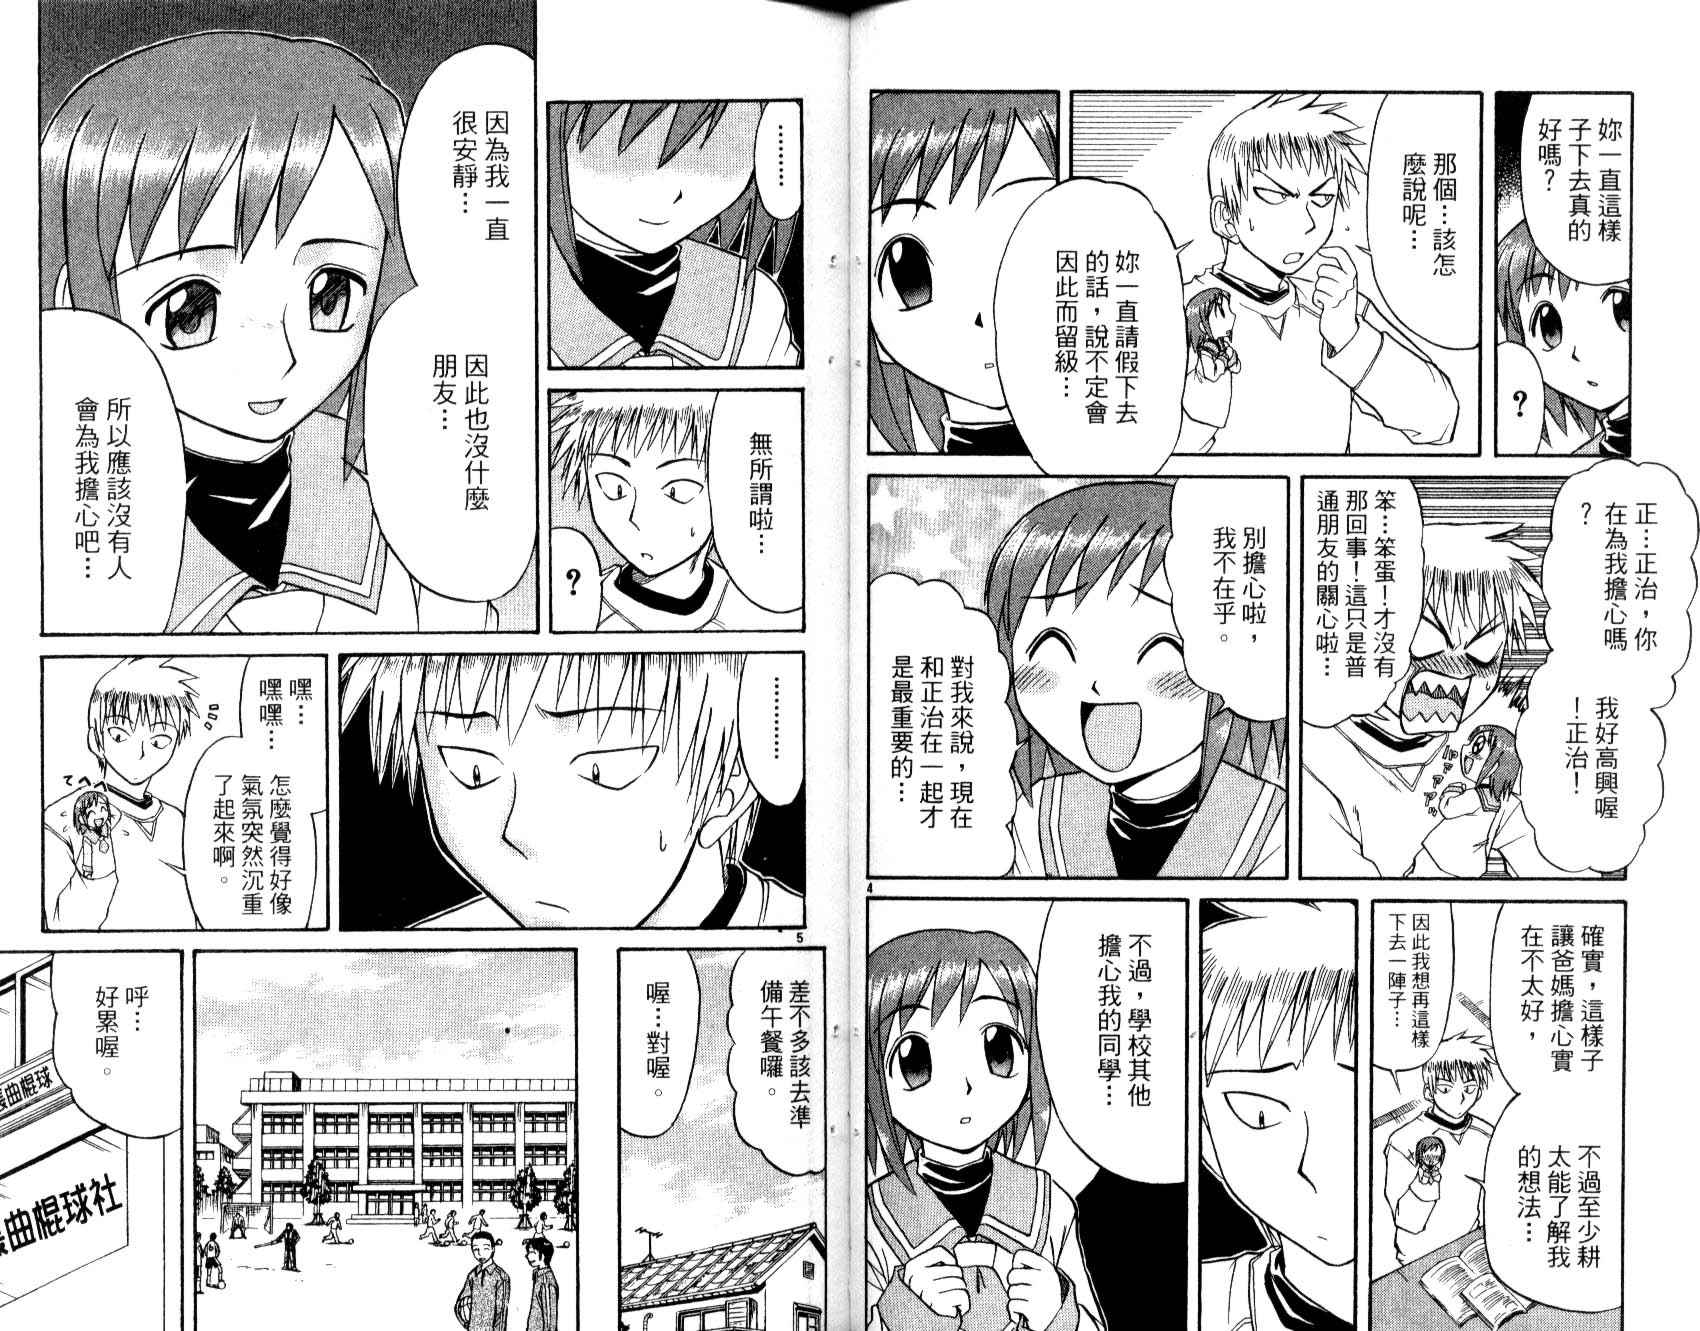 妳一直這樣
子下去真的
好嗎？
？
那個…該怎
麼說呢…
妳一直請假下去
的話，說不定會
因此而留級…
正…正治，你
在為我擔心嗎
？
我好高興喔
！正治！
笨…笨蛋！才沒有
那回事！這只是普
通朋友的關心啦…
別擔心啦，
我不在乎。
對我來說，現在
和正治在一起才
是最重要的…
確實，這樣子
讓爸媽擔心實
在不太好，
不過至少耕
太能了解我
的想法…
因此我想再這樣
下去一陣子…
不過，學校其他
擔心我的同學…
4
………
因為我一直
很安靜…
因此也沒什麼
朋友…
所以應該沒有人
會為我擔心吧…
無所謂啦…
？
………
嘿…
嘿嘿…
怎麼覺得好像
氣氛突然沉重
了起來啊。
てへへ
5
差不多該去準
備午餐囉。
喔…對喔。
呼…
好累喔。
曲棍球
曲棍球社